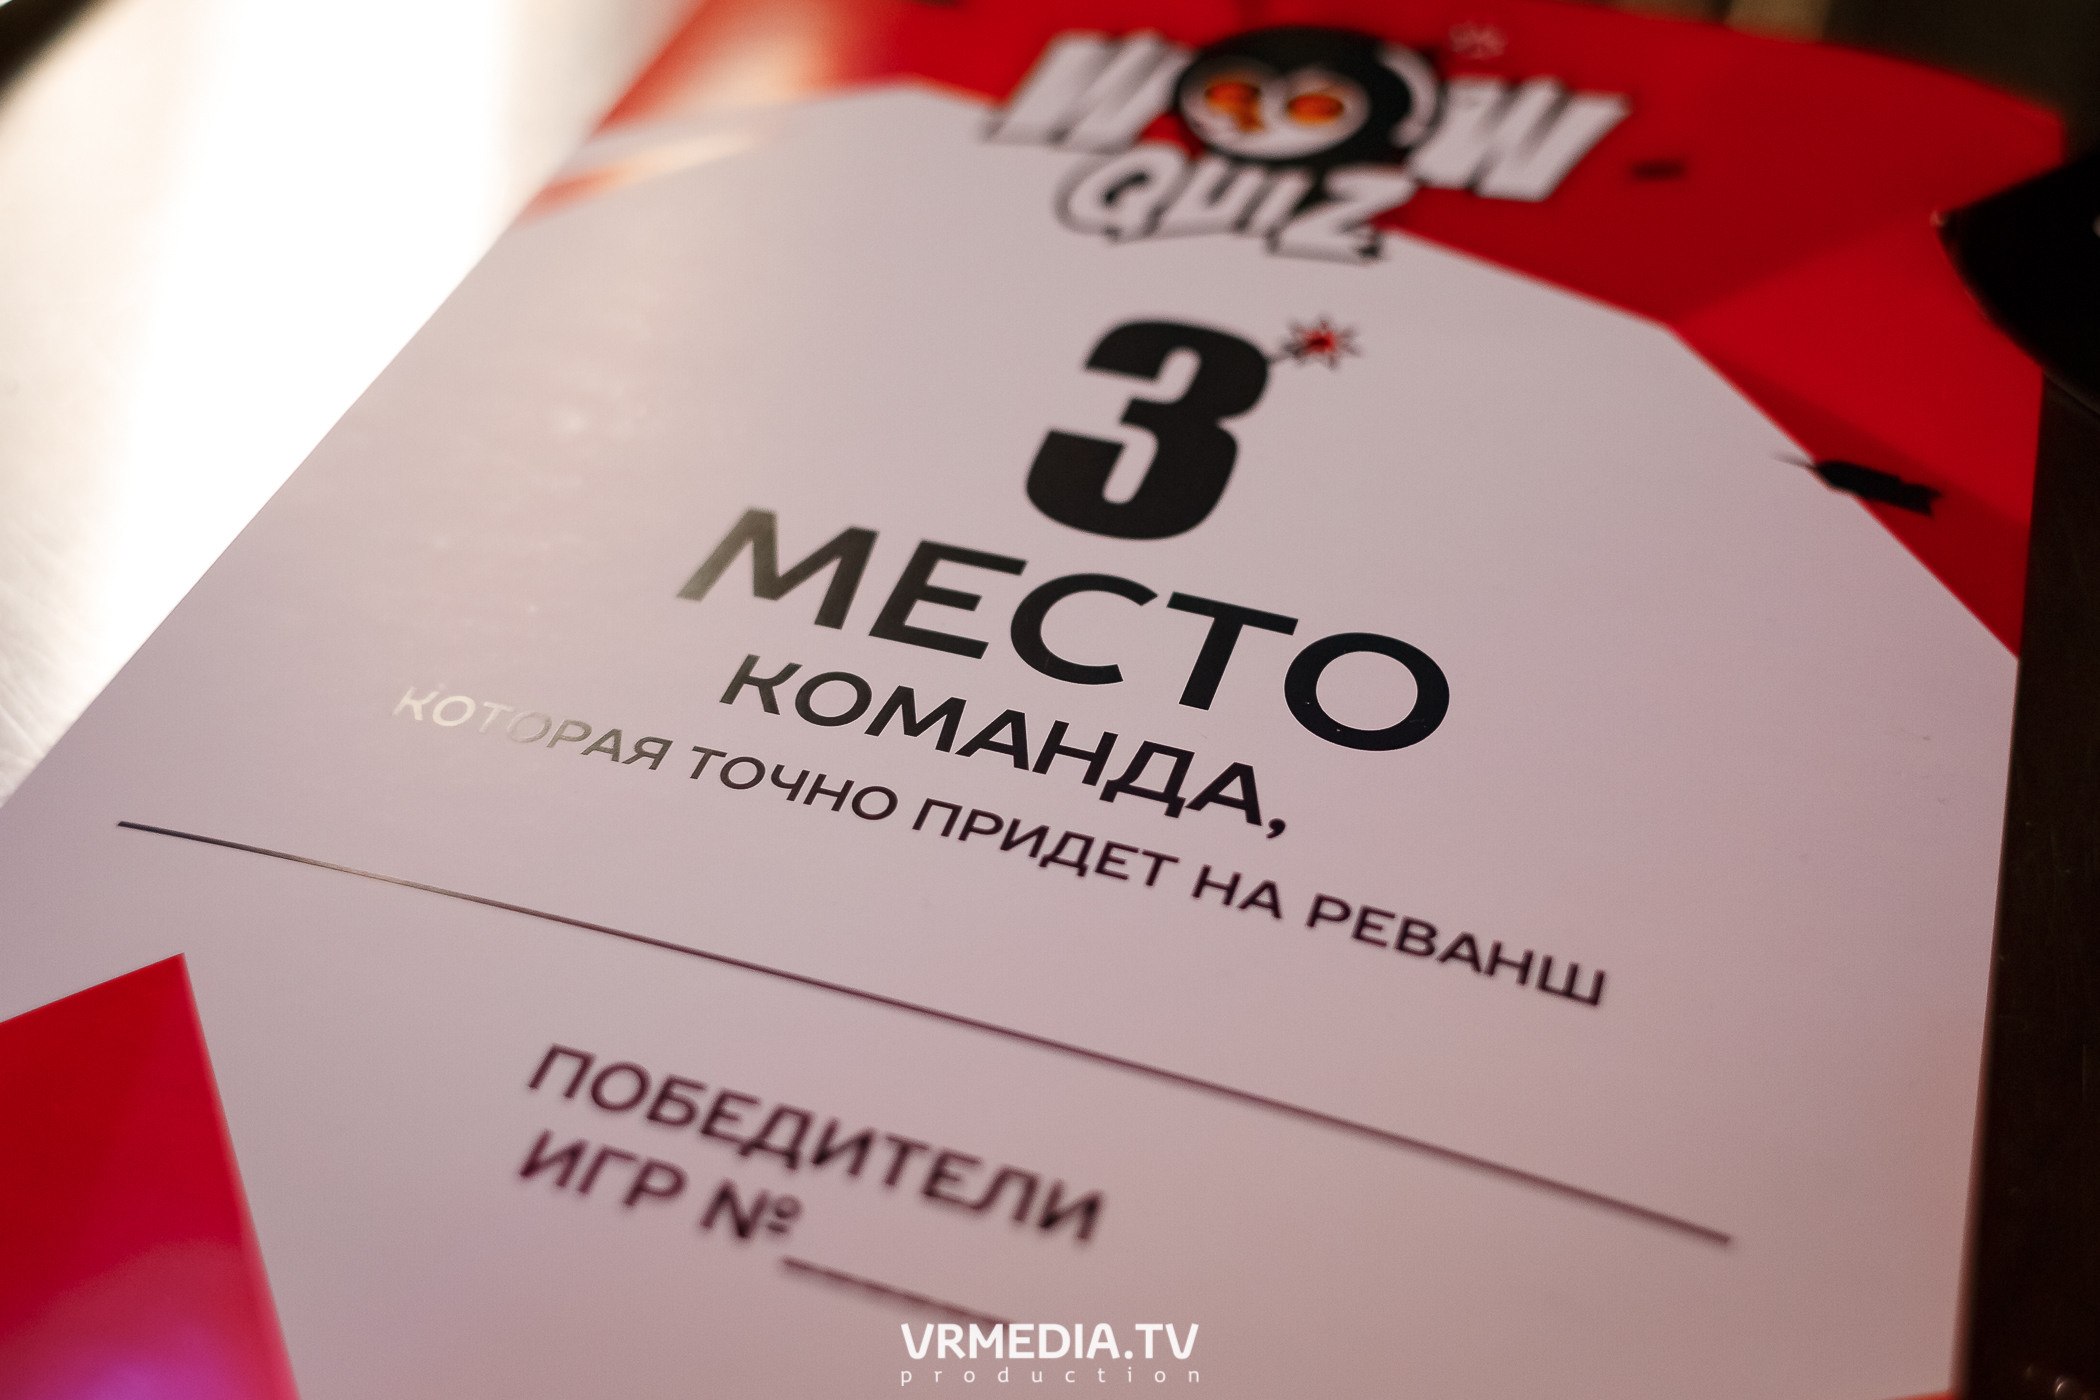 WOW
QUIZ
3
МЕСТО
КОМАНДА,
КОТОРАЯ ТОЧНО ПРИДЕТ НА РЕВАНШ
ПОБЕДИТЕЛИ
ИГР №
VRMEDIA.TV
production